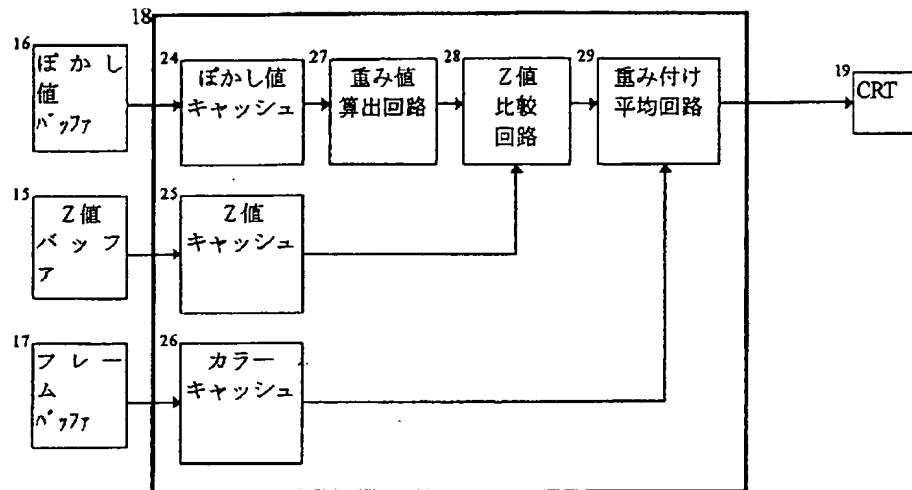 18
16
ぼかし
値
バッファ
24
ぼかし値
キャッシュ
27
重み値
算出回路
28
Z値
比較
回路
29
重み付け
平均回路
19
CRT
15
Z値
バッフ
ァ
25
Z値
キャッシュ
17
フレー
ム
バッファ
26
カラー
キャッシュ